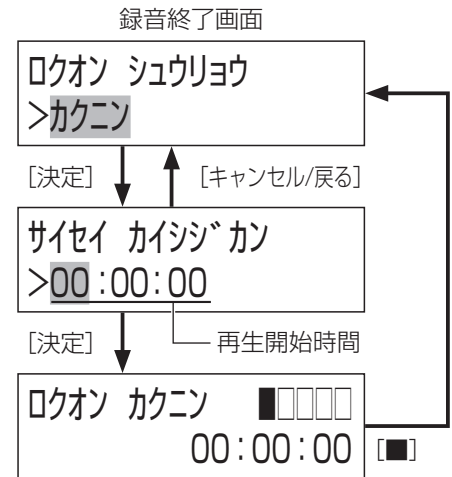 録音終了画面
ロクオン シュウリョウ
>カクニン
[決定] [キャンセル/戻る]
サイセイ カイシシ゛カン
>00:00:00
[決定] 再生開始時間
ロクオン カクニン ■□□□□
00:00:00 [■]